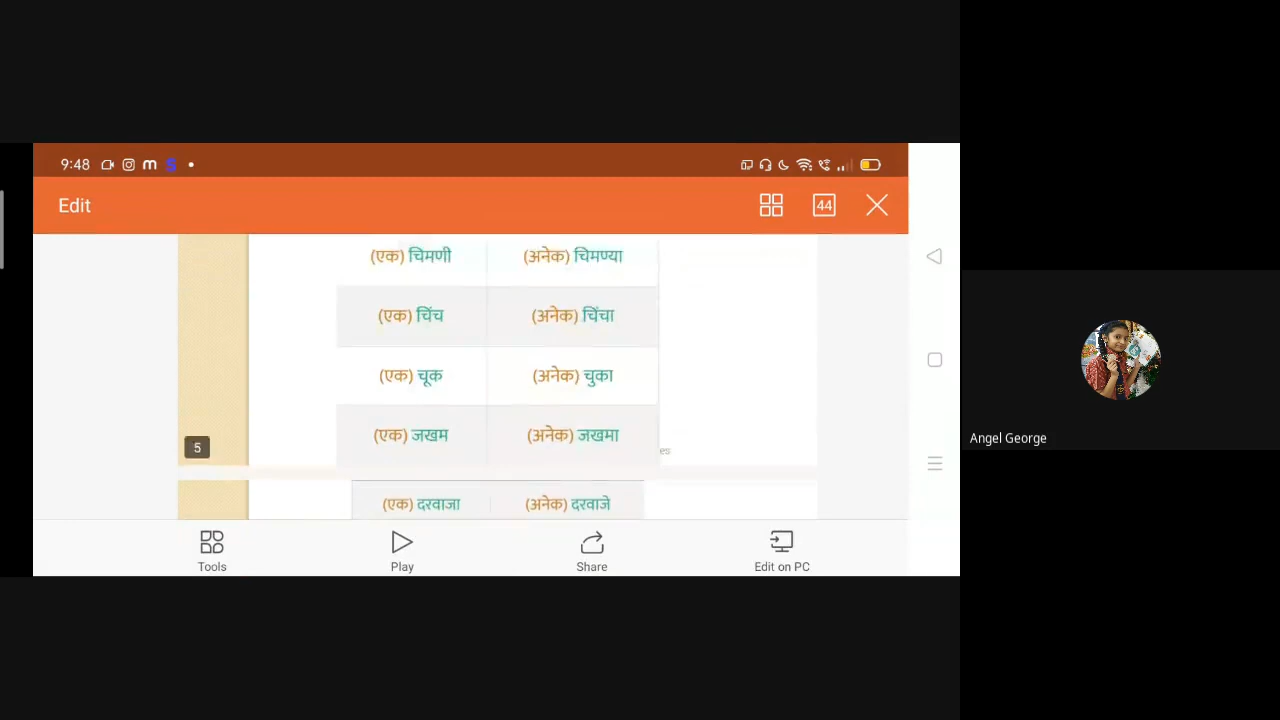 9:48
Edit
44
(एक) चिमणी (अनेक) चिमण्या
(एक) चिंच (अनेक) चिंचा
(एक) चूक (अनेक) चुका
(एक) जखम (अनेक) जखमा
5
es
(एक) दरवाजा (अनेक) दरवाजे
Tools Play Share Edit on PC
Angel George